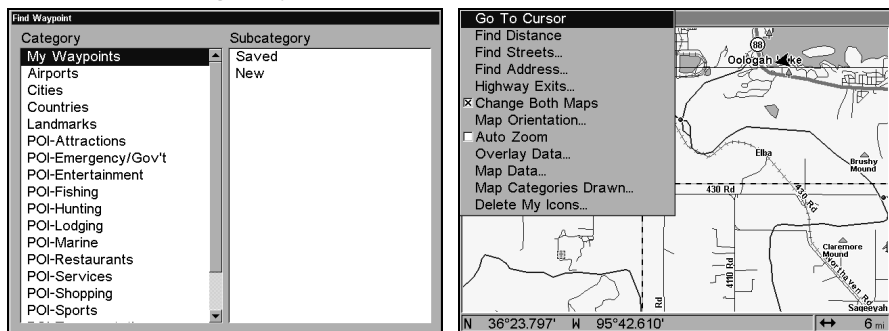 Find Waypoint
Category
Subcategory
My Waypoints
Airports
Cities
Countries
Landmarks
POI-Attractions
POI-Emergency/Gov't
POI-Entertainment
POI-Fishing
POI-Hunting
POI-Lodging
POI-Marine
POI-Restaurants
POI-Services
POI-Shopping
POI-Sports
Saved
New
Go To Cursor
Find Distance
Find Streets...
Find Address...
Highway Exits...
Change Both Maps
Map Orientation...
Auto Zoom
Overlay Data...
Map Data...
Map Categories Drawn...
Delete My Icons...
88
Oologah Lake
Elba
Brushy
Mound
430 Rd
430 Rd
Claremore
Mound
4110 Rd
Northaven Rd
Rd
Sageeyah
N 36°23.797' W 95°42.610' ↔ 6 mi